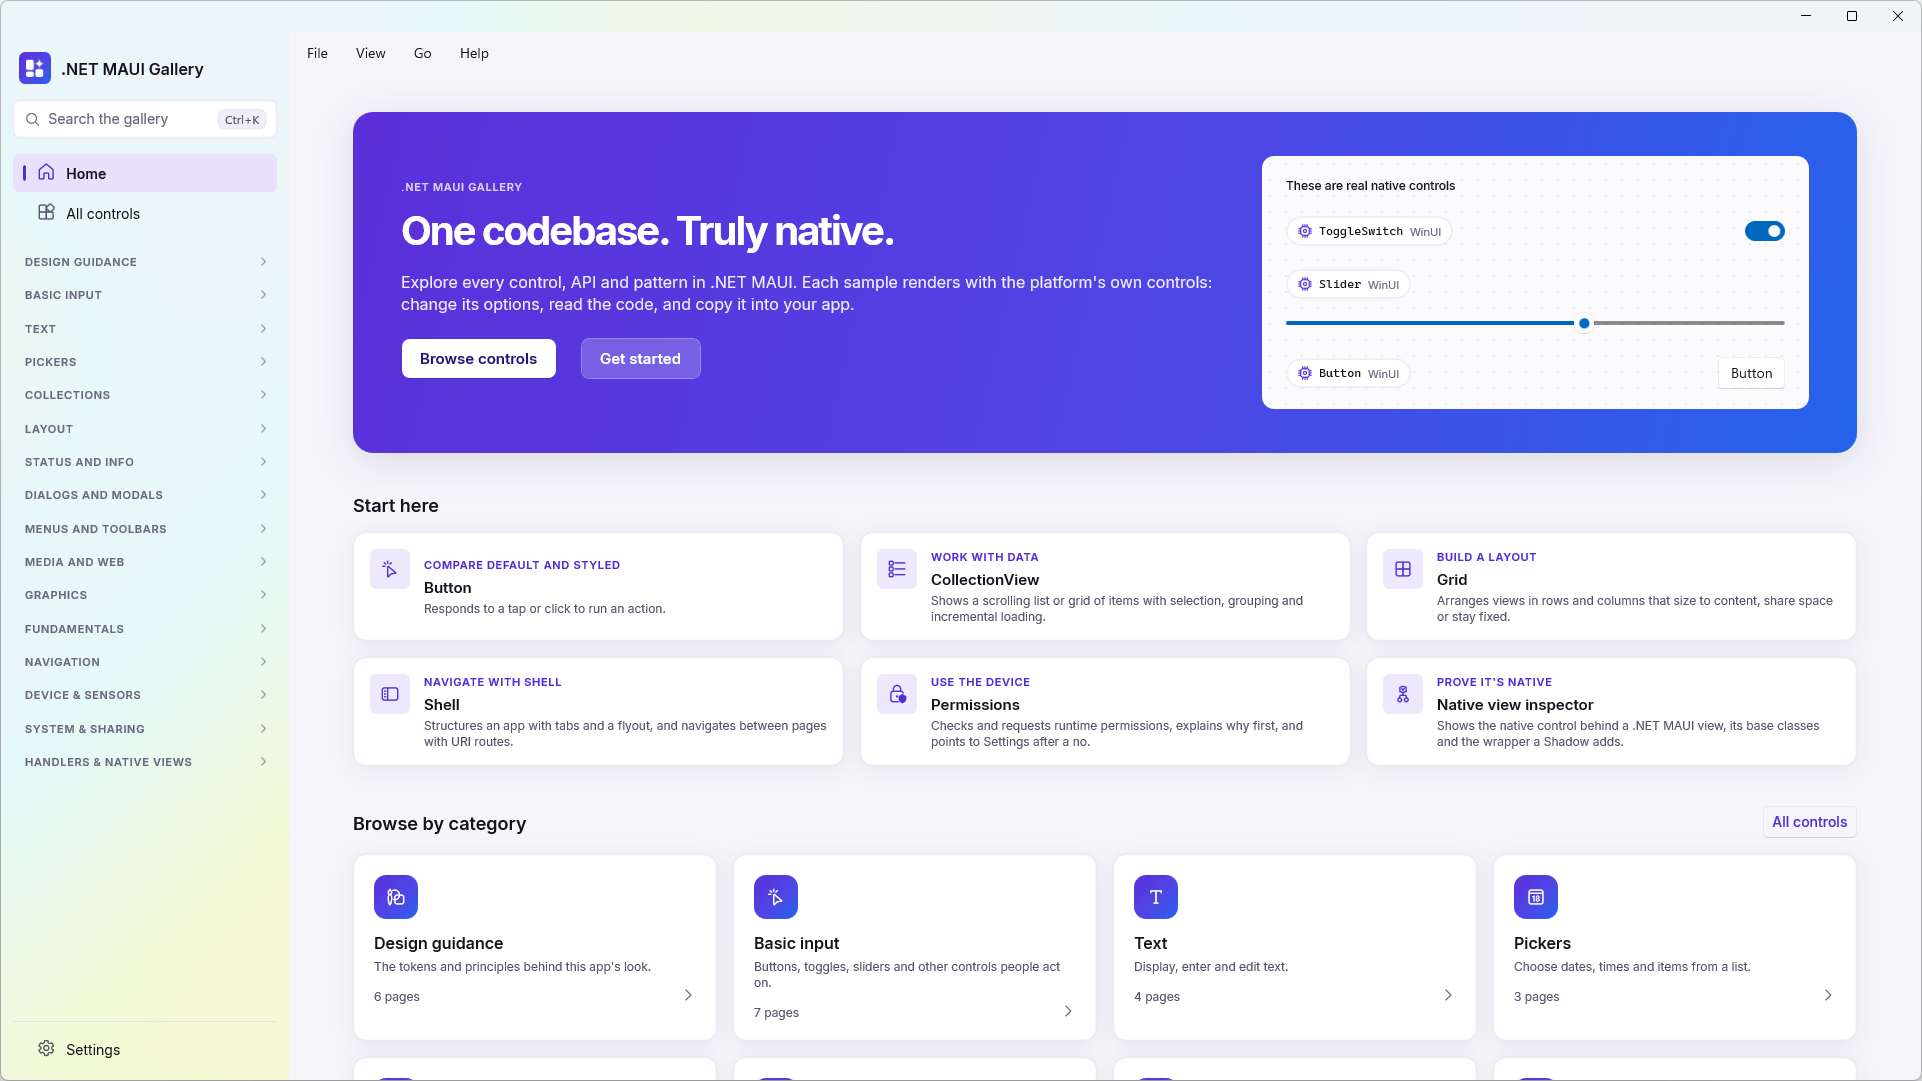 .NET MAUI Gallery
Search the gallery
Ctrl+K
Home
All controls
DESIGN GUIDANCE
BASIC INPUT
TEXT
PICKERS
COLLECTIONS
LAYOUT
STATUS AND INFO
DIALOGS AND MODALS
MENUS AND TOOLBARS
MEDIA AND WEB
GRAPHICS
FUNDAMENTALS
NAVIGATION
DEVICE & SENSORS
SYSTEM & SHARING
HANDLERS & NATIVE VIEWS
Settings
File View Go Help
.NET MAUI GALLERY
One codebase. Truly native.
Explore every control, API and pattern in .NET MAUI. Each sample renders with the platform's own controls:
change its options, read the code, and copy it into your app.
Browse controls
Get started
These are real native controls
ToggleSwitch WinUI
Slider WinUI
Button WinUI
Button
Start here
COMPARE DEFAULT AND STYLED
Button
Responds to a tap or click to run an action.
WORK WITH DATA
CollectionView
Shows a scrolling list or grid of items with selection, grouping and
incremental loading.
BUILD A LAYOUT
Grid
Arranges views in rows and columns that size to content, share space
or stay fixed.
NAVIGATE WITH SHELL
Shell
Structures an app with tabs and a flyout, and navigates between pages
with URI routes.
USE THE DEVICE
Permissions
Checks and requests runtime permissions, explains why first, and
points to Settings after a no.
PROVE IT'S NATIVE
Native view inspector
Shows the native control behind a .NET MAUI view, its base classes
and the wrapper a Shadow adds.
Browse by category
All controls
Design guidance
The tokens and principles behind this app's look.
6 pages
Basic input
Buttons, toggles, sliders and other controls people act
on.
7 pages
T
Text
Display, enter and edit text.
4 pages
18
Pickers
Choose dates, times and items from a list.
3 pages